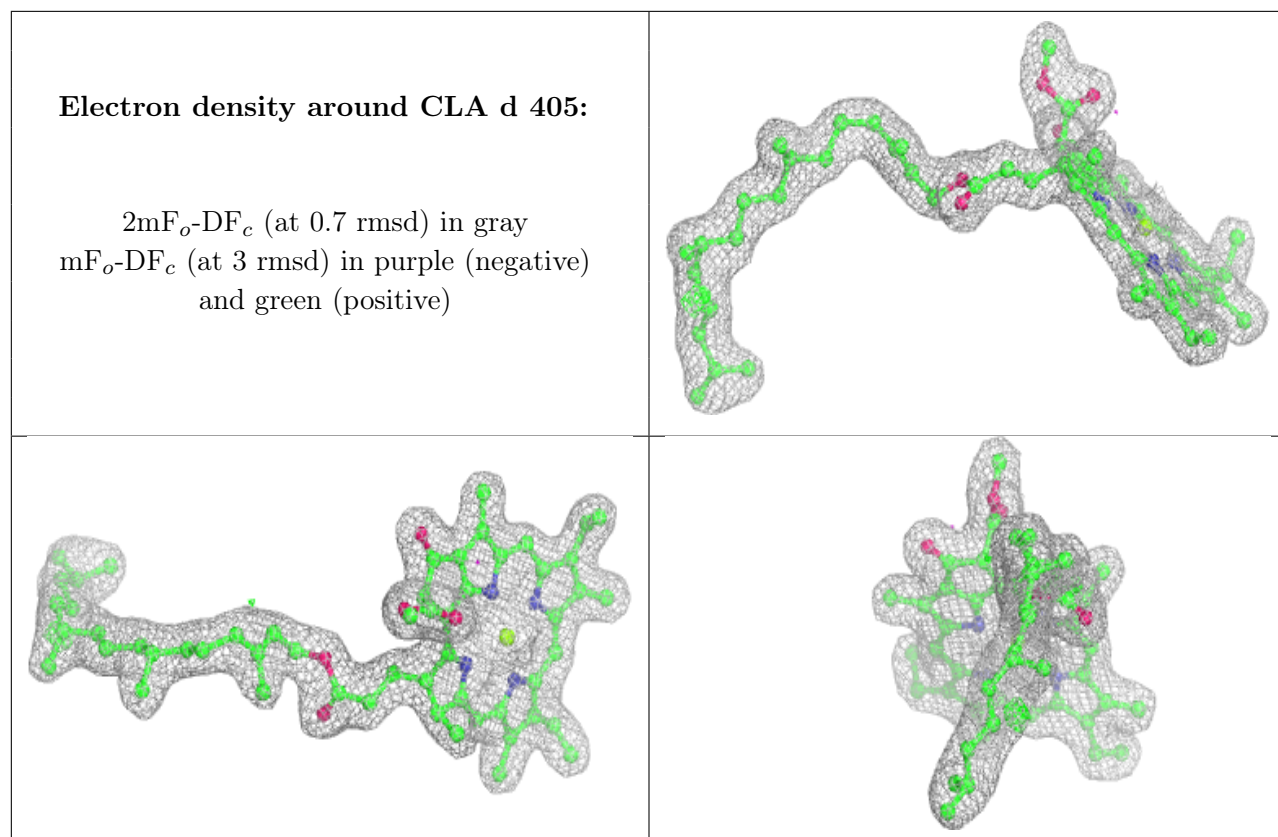 Electron density around CLA d 405:
2mFo-DFc (at 0.7 rmsd) in gray
mFo-DFc (at 3 rmsd) in purple (negative)
and green (positive)